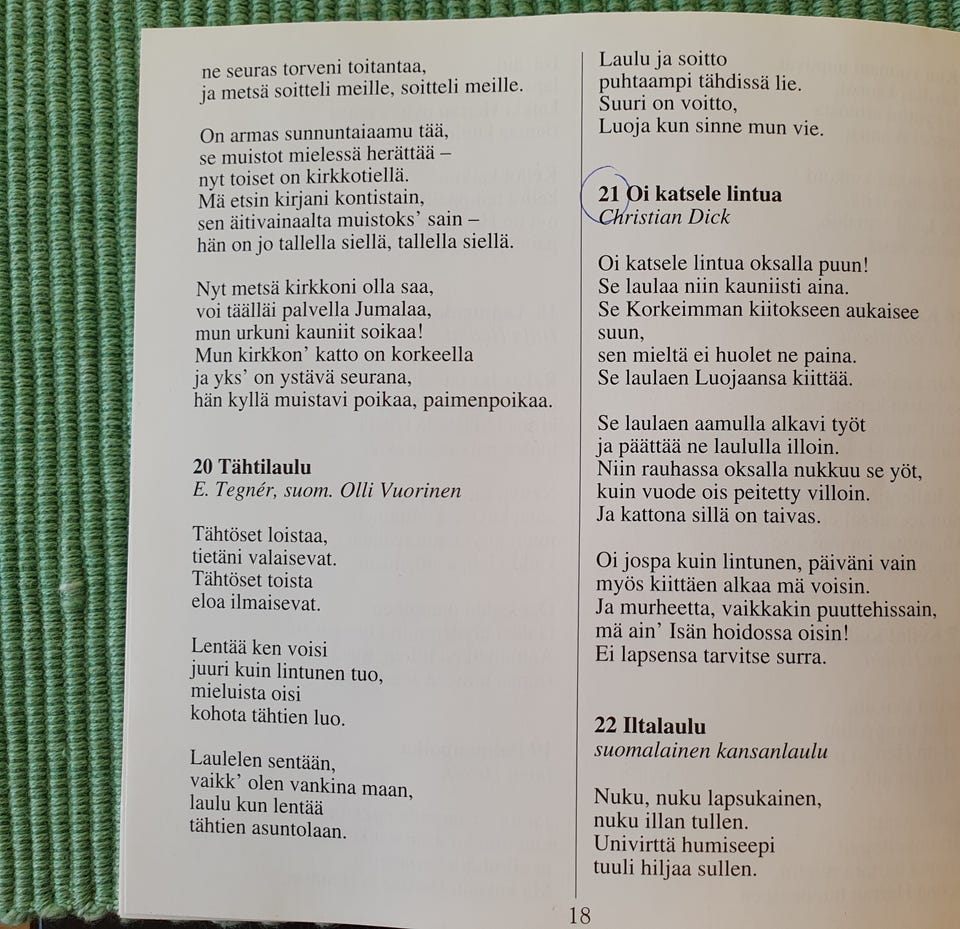 ne seuras torveni toitantaa,
ja metsä soitteli meille, soitteli meille.
On armas sunnuntaiaamu tää,
se muistot mielessä herättää –
nyt toiset on kirkkotiellä.
Mä etsin kirjani kontistain,
sen äitivainaalta muistoks' sain –
hän on jo tallella siellä, tallella siellä.
Nyt metsä kirkkoni olla saa,
voi täälläi palvella Jumalaa,
mun urkuni kauniit soikaa!
Mun kirkkon' katto on korkeella
ja yks' on ystävä seurana,
hän kyllä muistavi poikaa, paimenpoikaa.
20 Tähtilaulu
E. Tegnér, suom. Olli Vuorinen
Tähtöset loistaa,
tietäni valaisevat.
Tähtöset toista
eloa ilmaisevat.
Lentää ken voisi
juuri kuin lintunen tuo,
mieluista oisi
kohota tähtien luo.
Laulelen sentään,
vaikk' olen vankina maan,
laulu kun lentää
tähtien asuntolaan.
Laulu ja soitto
puhtaampi tähdissä lie.
Suuri on voitto,
Luoja kun sinne mun vie.
21 Oi katsele lintua
Christian Dick
Oi katsele lintua oksalla puun!
Se laulaa niin kauniisti aina.
Se Korkeimman kiitokseen aukaisee
suun,
sen mieltä ei huolet ne paina.
Se laulaen Luojaansa kiittää.
Se laulaen aamulla alkavi työt
ja päättää ne laululla illoin.
Niin rauhassa oksalla nukkuu se yöt,
kuin vuode ois peitetty villoin.
Ja kattona sillä on taivas.
Oi jospa kuin lintunen, päiväni vain
myös kiittäen alkaa mä voisin.
Ja murheetta, vaikkakin puuttehissain,
mä ain' Isän hoidossa oisin!
Ei lapsensa tarvitse surra.
22 Iltalaulu
suomalainen kansanlaulu
Nuku, nuku lapsukainen,
nuku illan tullen.
Univirttä humiseepi
tuuli hiljaa sullen.
18